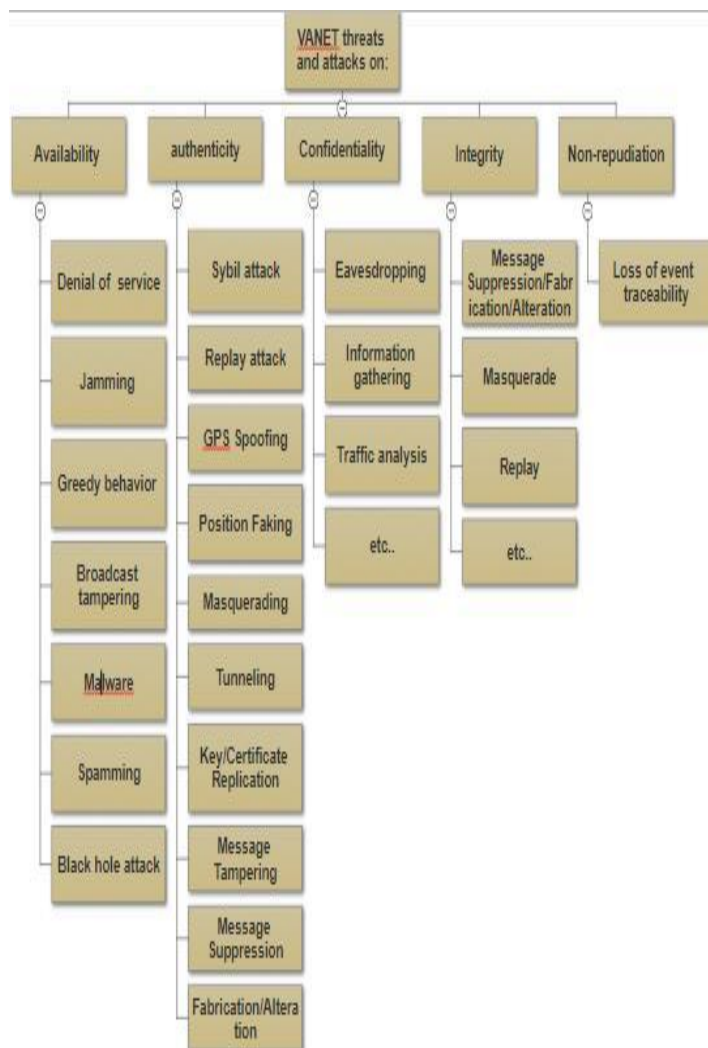 VANET threats
and attacks on:
Availability
authenticity
Confidentiality
Integrity
Non-repudiation
Denial of service
Jamming
Greedy behavior
Broadcast
tampering
Malware
Spamming
Black hole attack
Sybil attack
Replay attack
GPS Spoofing
Position Faking
Masquerading
Tunneling
Key/Certificate
Replication
Message
Tampering
Message
Suppression
Fabrication/Altera
tion
Eavesdropping
Information
gathering
Traffic analysis
etc..
Message
Suppression/Fabr
ication/Alteration
Masquerade
Replay
etc..
Loss of event
traceability